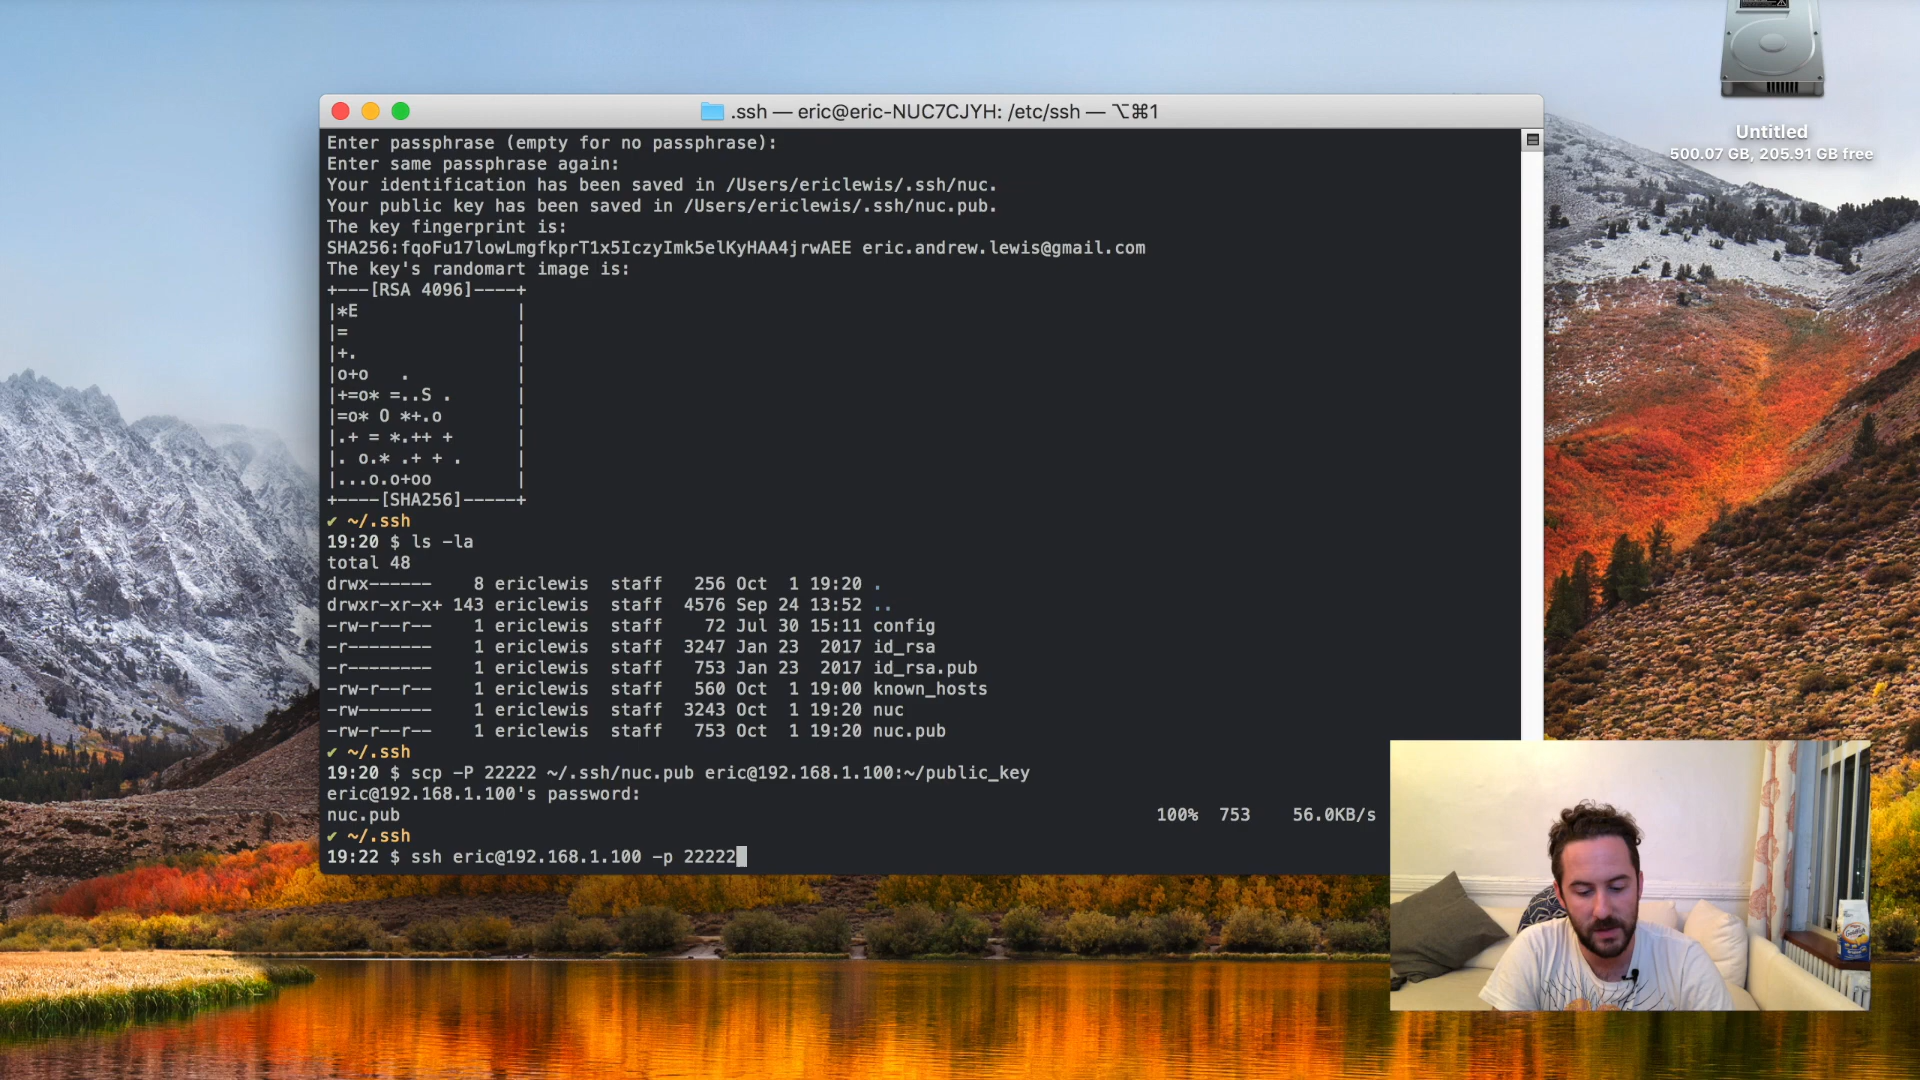 .ssh — eric@eric-NUC7CJYH: /etc/ssh — ⌥⌘1
Untitled
500.07 GB, 205.91 GB free
Enter passphrase (empty for no passphrase):
Enter same passphrase again:
Your identification has been saved in /Users/ericlewis/.ssh/nuc.
Your public key has been saved in /Users/ericlewis/.ssh/nuc.pub.
The key fingerprint is:
SHA256:fqoFu17lowLmgfkprT1x5IczyImk5elKyHAA4jrwAEE eric.andrew.lewis@gmail.com
The key's randomart image is:
+---[RSA 4096]----+
|*E               |
|=                |
|+.               |
|o+o   .          |
|+=o* =..S .      |
|=o* O *+.o       |
|.+ = *.++ +      |
|. o.* .+ + .     |
|...o.o+oo        |
+----[SHA256]-----+
✔ ~/.ssh
19:20 $ ls -la
total 48
drwx------    8 ericlewis  staff   256 Oct  1 19:20 .
drwxr-xr-x+ 143 ericlewis  staff  4576 Sep 24 13:52 ..
-rw-r--r--    1 ericlewis  staff    72 Jul 30 15:11 config
-r--------    1 ericlewis  staff  3247 Jan 23  2017 id_rsa
-r--------    1 ericlewis  staff   753 Jan 23  2017 id_rsa.pub
-rw-r--r--    1 ericlewis  staff   560 Oct  1 19:00 known_hosts
-rw-------    1 ericlewis  staff  3243 Oct  1 19:20 nuc
-rw-r--r--    1 ericlewis  staff   753 Oct  1 19:20 nuc.pub
✔ ~/.ssh
19:20 $ scp -P 22222 ~/.ssh/nuc.pub eric@192.168.1.100:~/public_key
eric@192.168.1.100's password:
nuc.pub 100% 753 56.0KB/s
✔ ~/.ssh
19:22 $ ssh eric@192.168.1.100 -p 22222